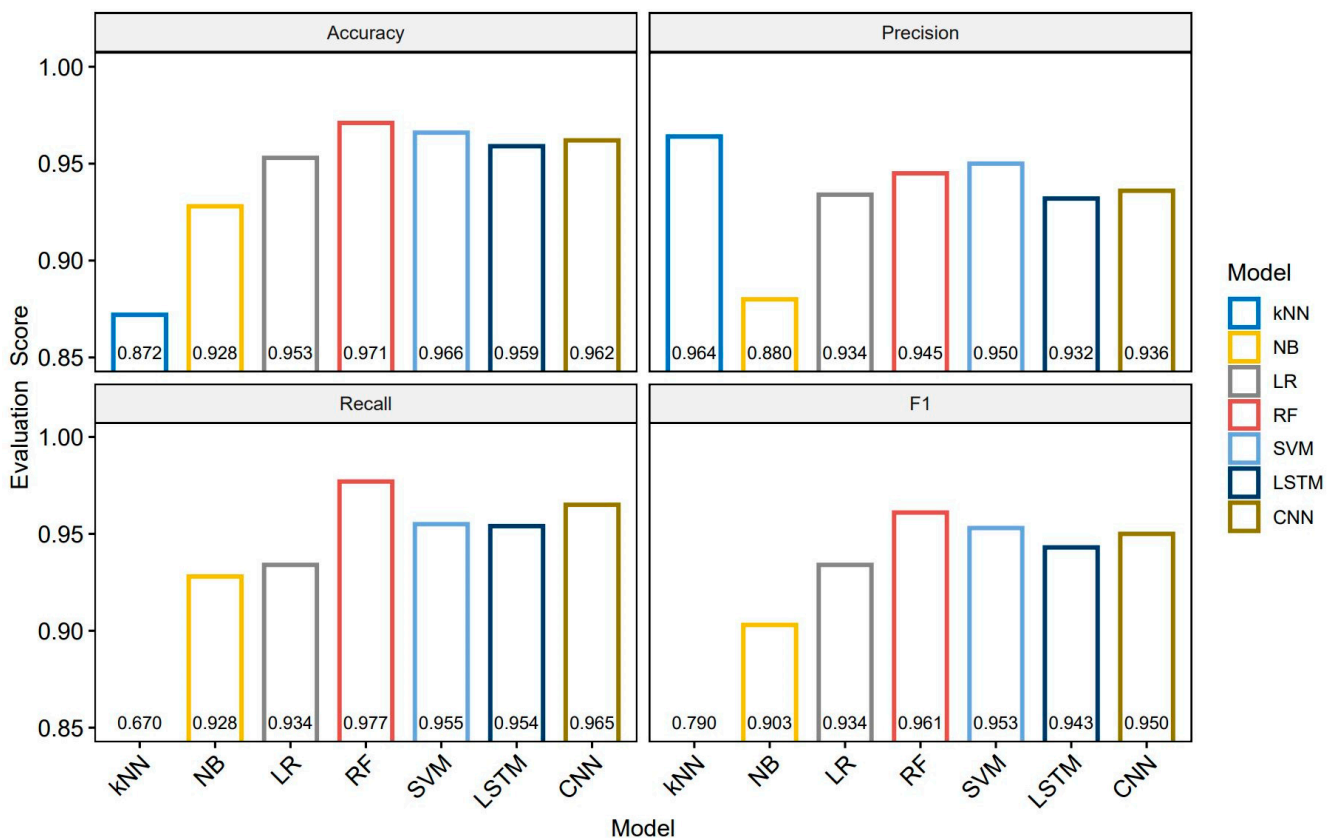 Accuracy
Precision
1.00
0.95
0.90
0.85
0.872 0.928 0.953 0.971 0.966 0.959 0.962
0.964 0.880 0.934 0.945 0.950 0.932 0.936
Recall
F1
1.00
0.95
0.90
0.85
0.670 0.928 0.934 0.977 0.955 0.954 0.965
0.790 0.903 0.934 0.961 0.953 0.943 0.950
kNN NB LR RF SVM LSTM CNN
kNN NB LR RF SVM LSTM CNN
Model
Evaluation Score
Model
kNN
NB
LR
RF
SVM
LSTM
CNN